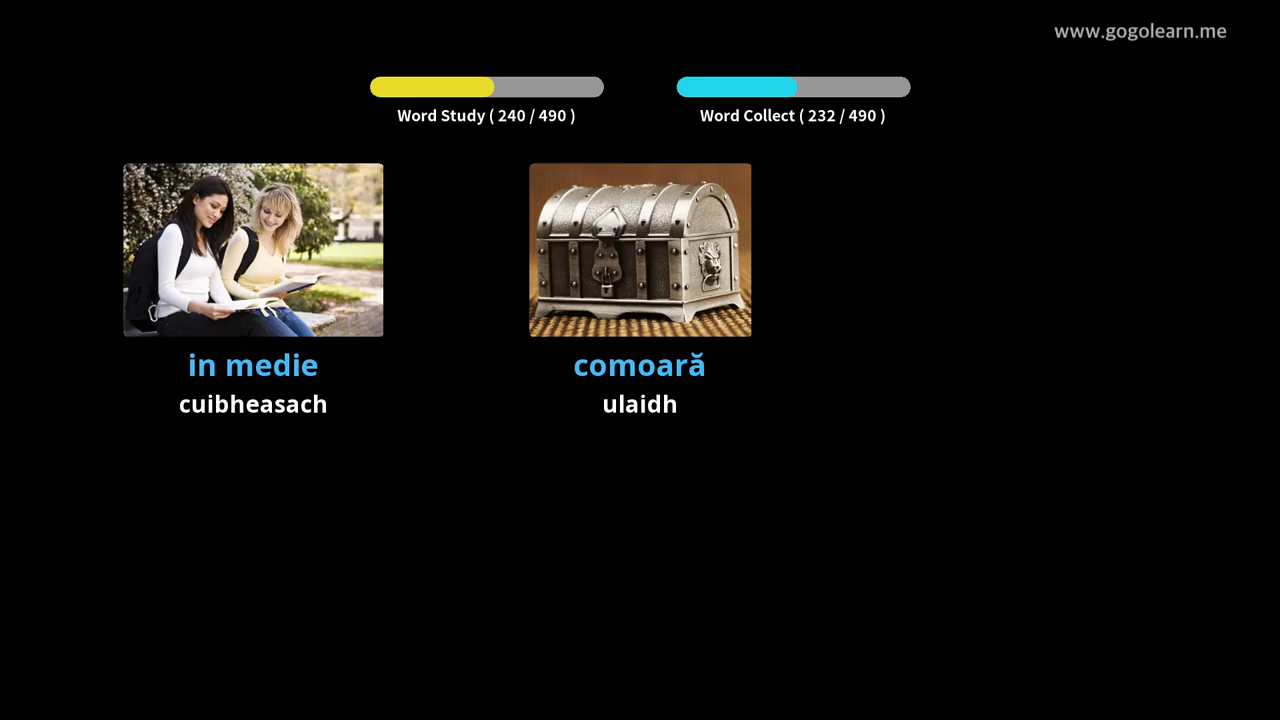 www.gogolearn.me
Word Study ( 240 / 490 )
Word Collect ( 232 / 490 )
in medie
cuibheasach
comoară
ulaidh